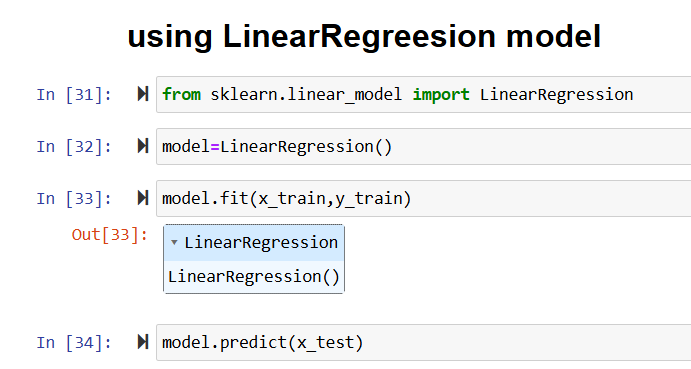 using LinearRegreesion model
In [31]: from sklearn.linear_model import LinearRegression
In [32]: model=LinearRegression()
In [33]: model.fit(x_train,y_train)
Out[33]: ▾ LinearRegression
LinearRegression()
In [34]: model.predict(x_test)